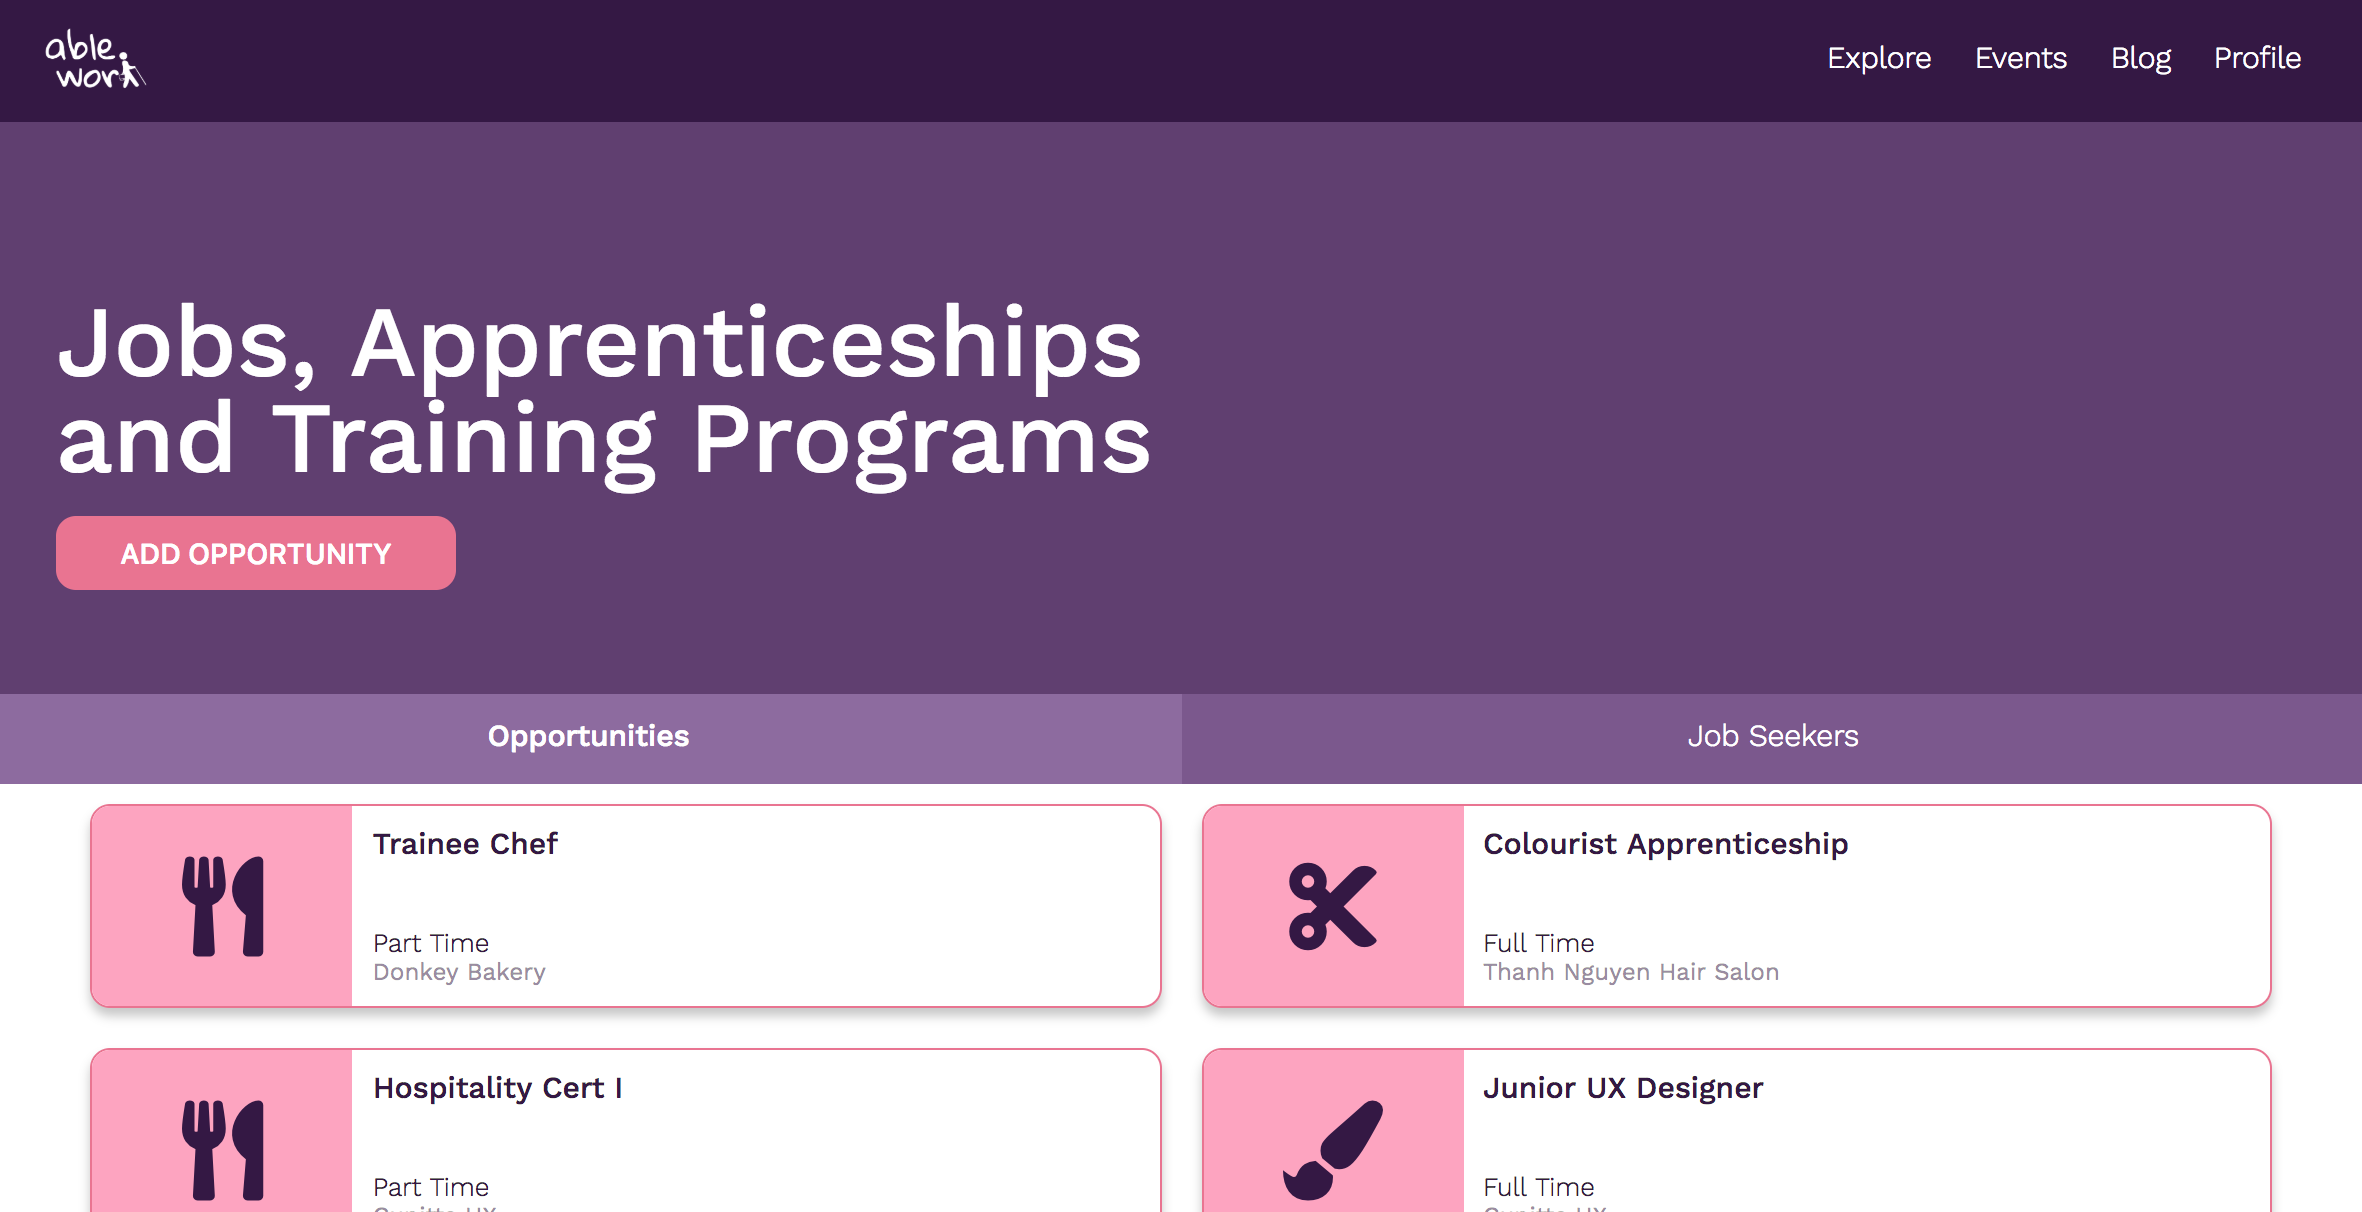 able
work
Explore
Events
Blog
Profile
Jobs, Apprenticeships
and Training Programs
ADD OPPORTUNITY
Opportunities
Job Seekers
Trainee Chef
Part Time
Donkey Bakery
Colourist Apprenticeship
Full Time
Thanh Nguyen Hair Salon
Hospitality Cert I
Part Time
Junior UX Designer
Full Time